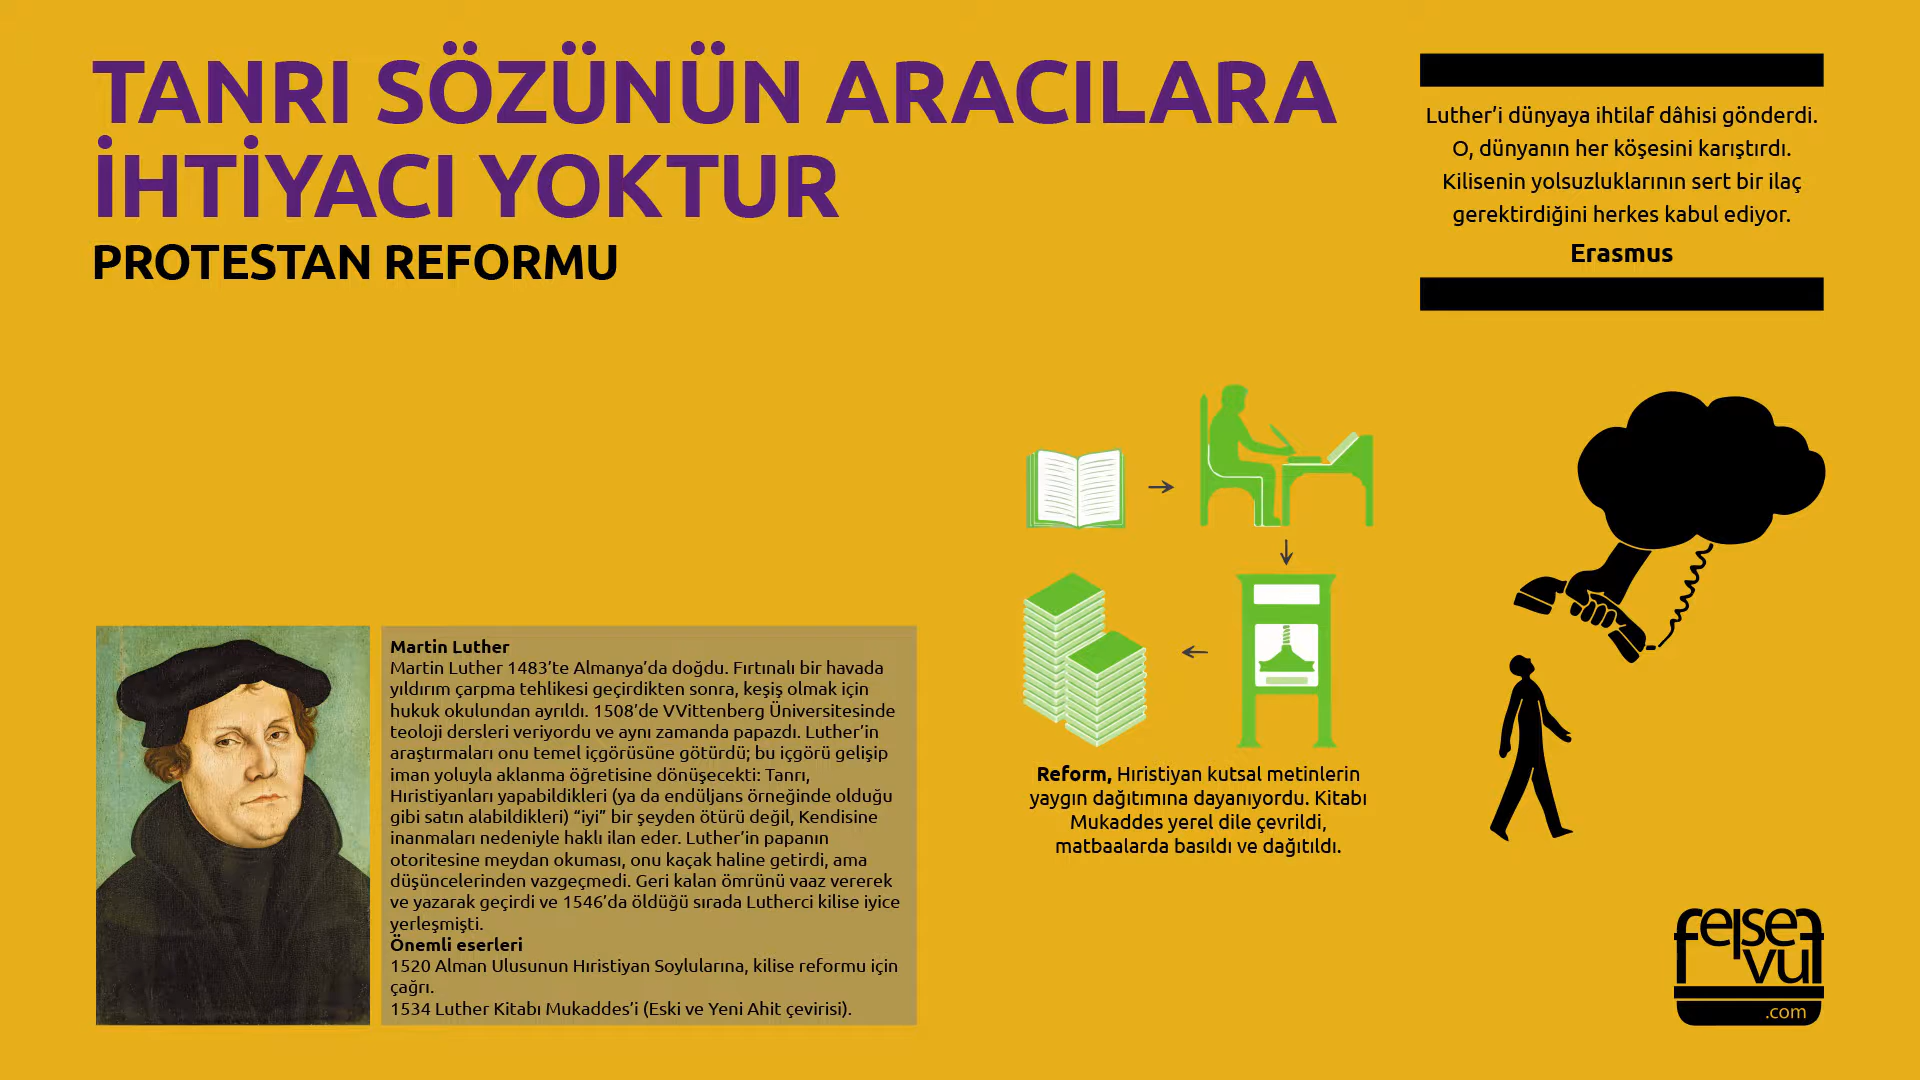 TANRI SÖZÜNÜN ARACILARA
İHTİYACI YOKTUR
PROTESTAN REFORMU
Luther’i dünyaya ihtilaf dâhisi gönderdi.
O, dünyanın her köşesini karıştırdı.
Kilisenin yolsuzluklarının sert bir ilaç
gerektirdiğini herkes kabul ediyor.
Erasmus
Martin Luther
Martin Luther 1483’te Almanya’da doğdu. Fırtınalı bir havada
yıldırım çarpma tehlikesi geçirdikten sonra, keşiş olmak için
hukuk okulundan ayrıldı. 1508’de VVittenberg Üniversitesinde
teoloji dersleri veriyordu ve aynı zamanda papazdı. Luther’in
araştırmaları onu temel içgörüsüne götürdü; bu içgörü gelişip
iman yoluyla aklanma öğretisine dönüşecekti: Tanrı,
Hıristiyanları yapabildikleri (ya da endüljans örneğinde olduğu
gibi satın alabildikleri) “iyi” bir şeyden ötürü değil, Kendisine
inanmaları nedeniyle haklı ilan eder. Luther’in papanın
otoritesine meydan okuması, onu kaçak haline getirdi, ama
düşüncelerinden vazgeçmedi. Geri kalan ömrünü vaaz vererek
ve yazarak geçirdi ve 1546’da öldüğü sırada Lutherci kilise iyice
yerleşmişti.
Önemli eserleri
1520 Alman Ulusunun Hıristiyan Soylularına, kilise reformu için
çağrı.
1534 Luther Kitabı Mukaddes’i (Eski ve Yeni Ahit çevirisi).
Reform, Hıristiyan kutsal metinlerin
yaygın dağıtımına dayanıyordu. Kitabı
Mukaddes yerel dile çevrildi,
matbaalarda basıldı ve dağıtıldı.
felsef
vul
.com